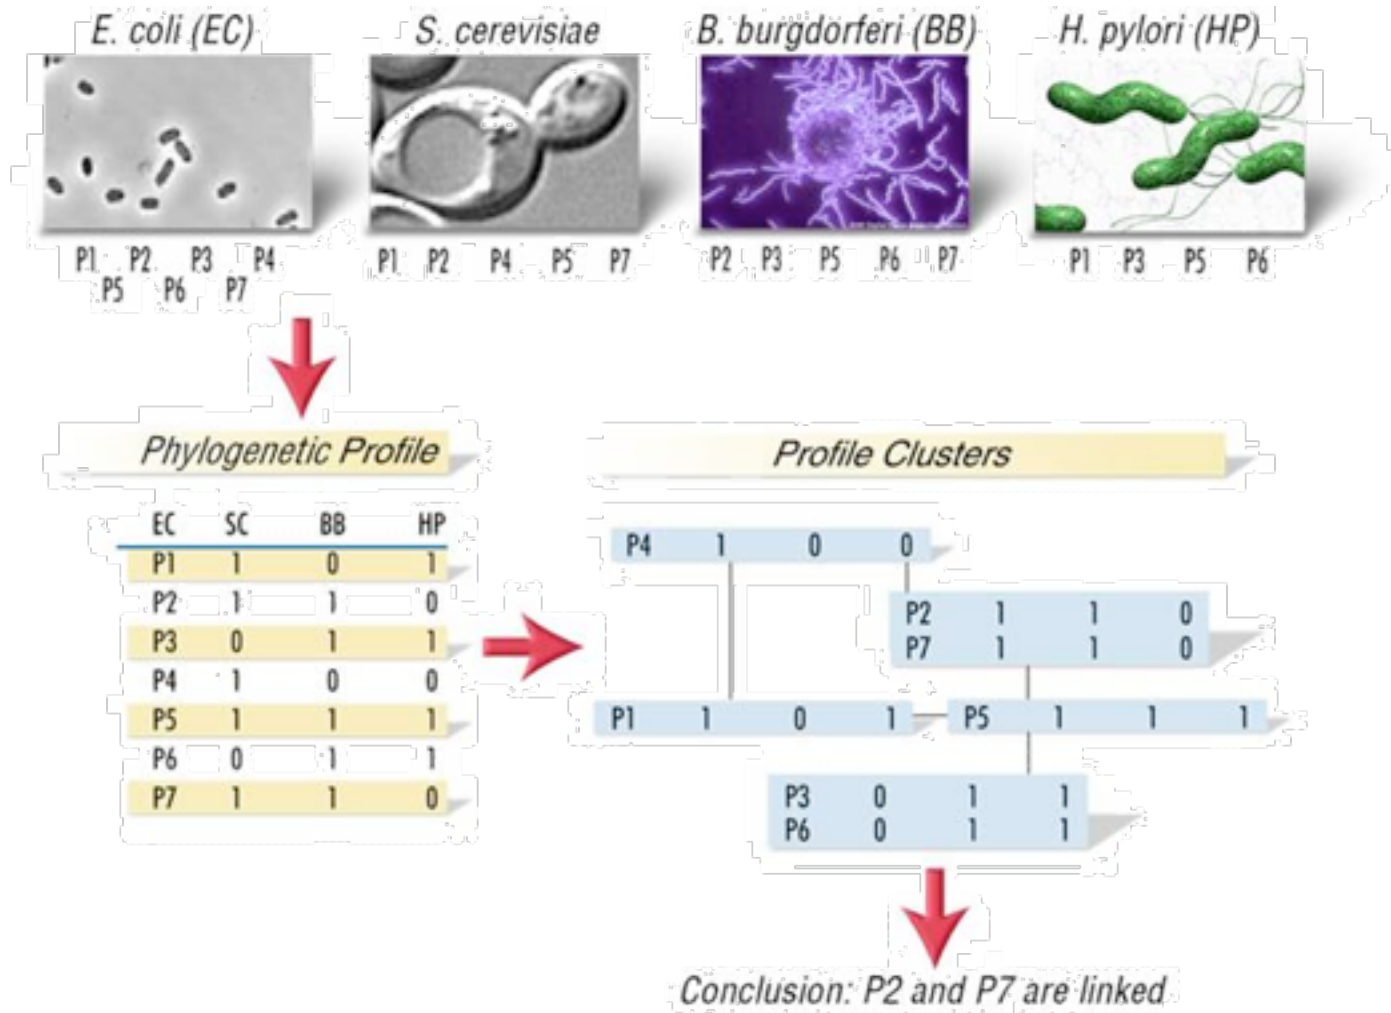 E. coli (EC) S. cerevisiae B. burgdorferi (BB) H. pylori (HP)
P1 P2 P3 P4 P1 P2 P4 P5 P7 P2 P3 P5 P6 P7 P1 P3 P5 P6
P5 P6 P7
Phylogenetic Profile
EC SC BB HP
P1 1 0 1
P2 1 1 0
P3 0 1 1
P4 1 0 0
P5 1 1 1
P6 0 1 1
P7 1 1 0
Profile Clusters
P4 1 0 0
P2 1 1 0
P7 1 1 0
P1 1 0 1 P5 1 1 1
P3 0 1 1
P6 0 1 1
Conclusion: P2 and P7 are linked